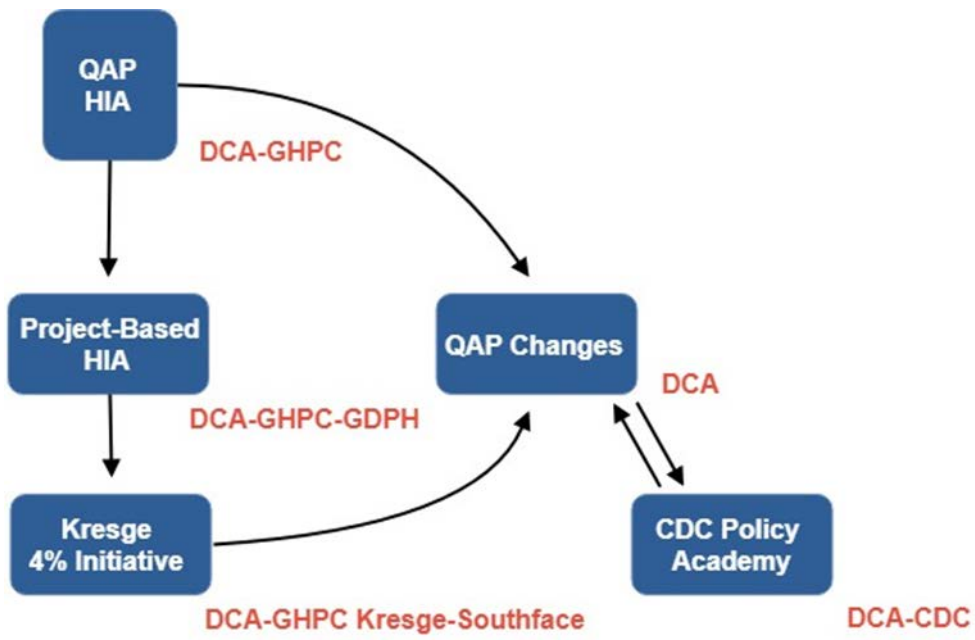 QAP
HIA
DCA-GHPC
Project-Based
HIA
QAP Changes
DCA
DCA-GHPC-GDPH
Kresge
4% Initiative
CDC Policy
Academy
DCA-GHPC Kresge-Southface
DCA-CDC